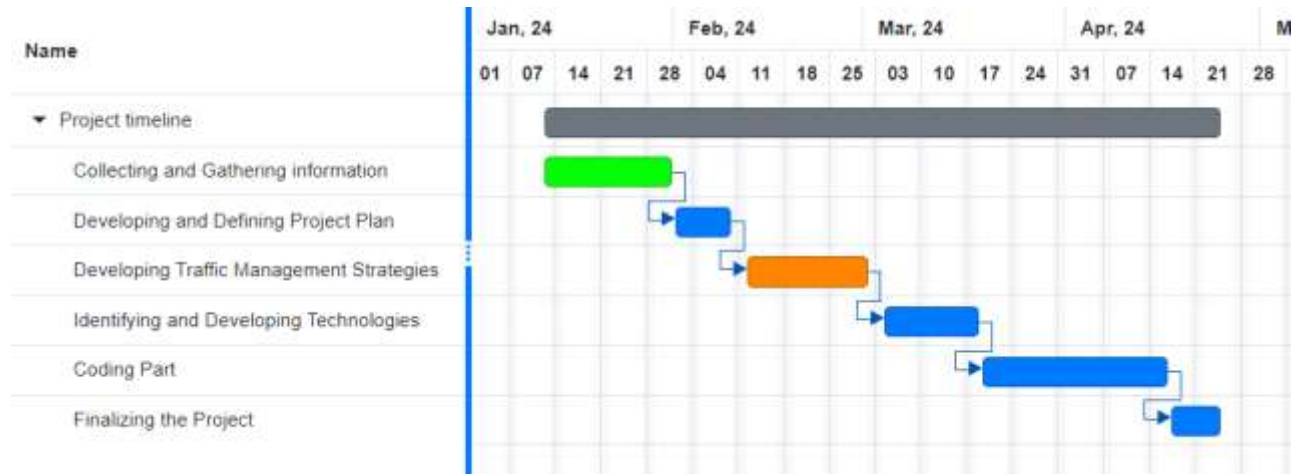 Name
Jan, 24 Feb, 24 Mar, 24 Apr, 24 M
01 07 14 21 28 04 11 18 25 03 10 17 24 31 07 14 21 28
Project timeline
Collecting and Gathering information
Developing and Defining Project Plan
Developing Traffic Management Strategies
Identifying and Developing Technologies
Coding Part
Finalizing the Project